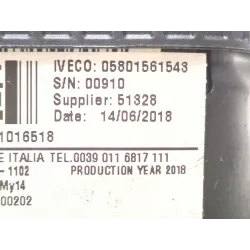 IVECO: 05801561543
S/N: 00910
Supplier: 51328
Date: 14/06/2018
1016518
E ITALIA TEL.0039 011 6817 111
- 1102 PRODUCTION YEAR 2018
My14
00202